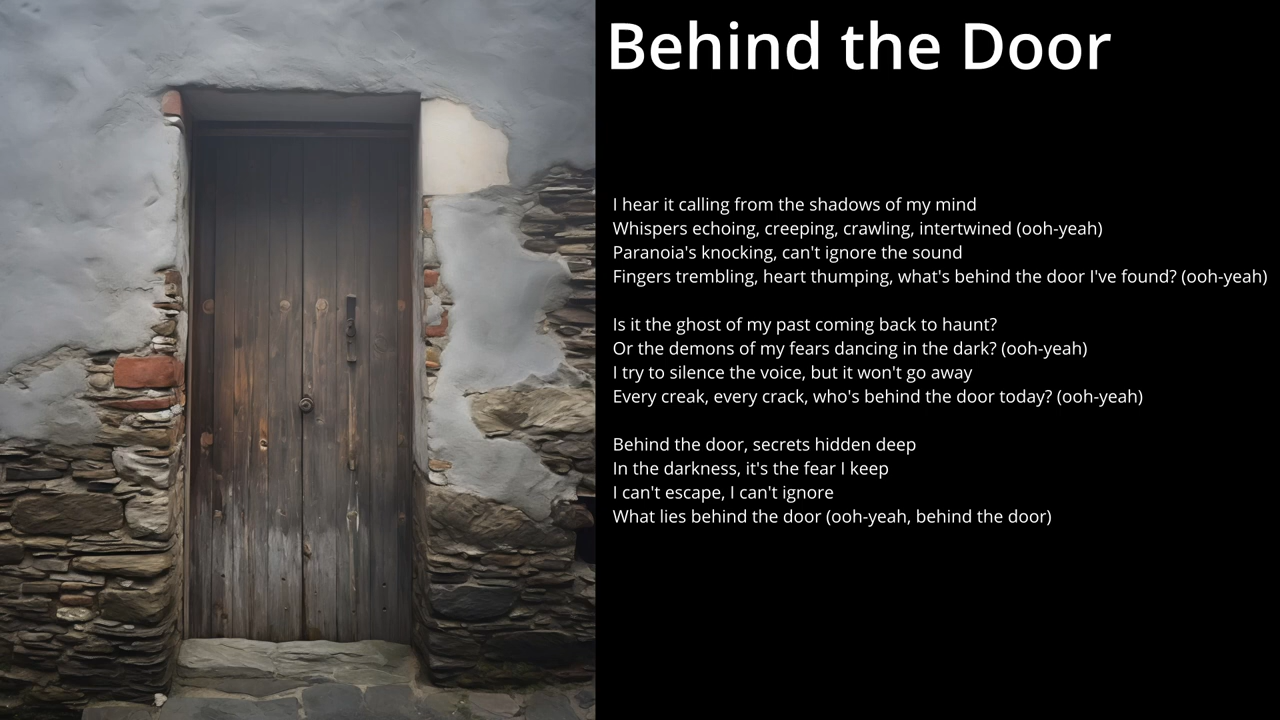 Behind the Door
I hear it calling from the shadows of my mind
Whispers echoing, creeping, crawling, intertwined (ooh-yeah)
Paranoia's knocking, can't ignore the sound
Fingers trembling, heart thumping, what's behind the door I've found? (ooh-yeah)
Is it the ghost of my past coming back to haunt?
Or the demons of my fears dancing in the dark? (ooh-yeah)
I try to silence the voice, but it won't go away
Every creak, every crack, who's behind the door today? (ooh-yeah)
Behind the door, secrets hidden deep
In the darkness, it's the fear I keep
I can't escape, I can't ignore
What lies behind the door (ooh-yeah, behind the door)